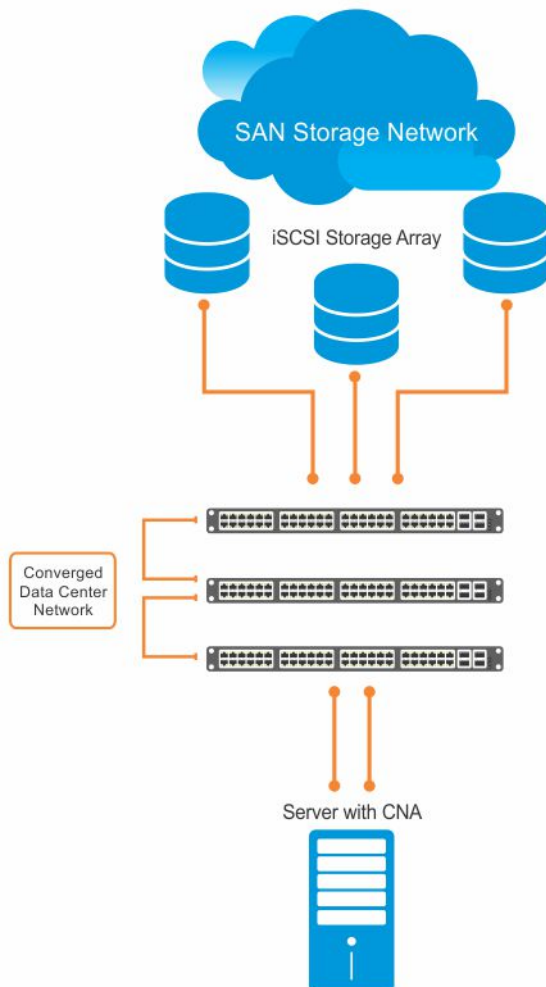 SAN Storage Network
iSCSI Storage Array
Converged
Data Center
Network
Server with CNA